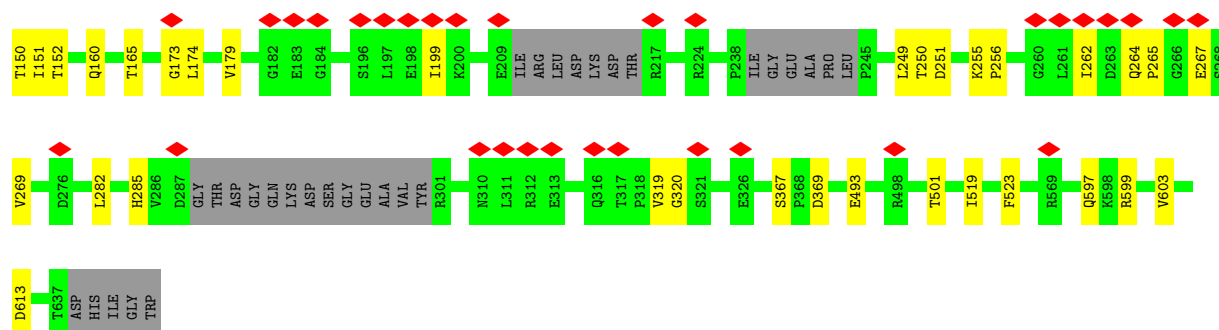 T150 I151 T152 Q160 T165 G173 L174 V179 G182 E183 G184 S196 L197 E198 I199 K200 E209 ILE ARG LEU ASP LYS ASP THR R217 R224 P238 ILE GLY GLU ALA PRO LEU P245 L249 T250 D251 K255 P256 G260 L261 I262 D263 Q264 P265 G266 E267 S268
V269 D276 L282 H285 V286 D287 GLY THR ASP GLY GLN LYS ASP SER GLY GLU ALA VAL TYR R301 N310 L311 R312 E313 Q316 T317 P318 V319 G320 S321 E326 S367 P368 D369 E493 R498 T501 I519 F523 R569 Q597 K598 R599 V603
D613 T637 ASP HIS ILE GLY TRP